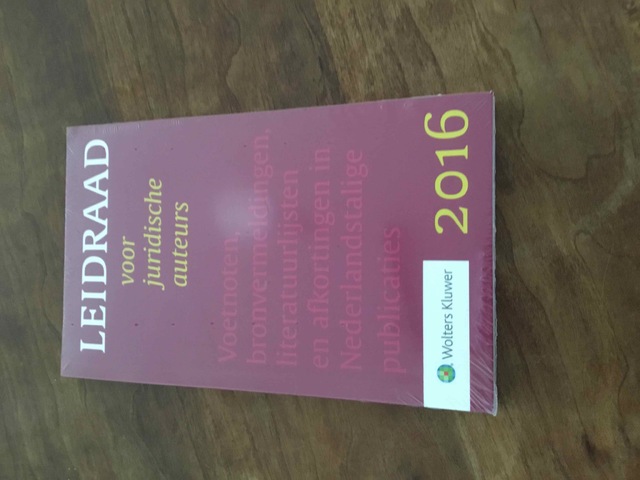 LEIDRAAD
voor
juridische
auteurs
Voetnoten,
bronvermeldingen,
literatuurlijsten
en afkortingen in
Nederlandstalige
publicaties
2016
Wolters Kluwer